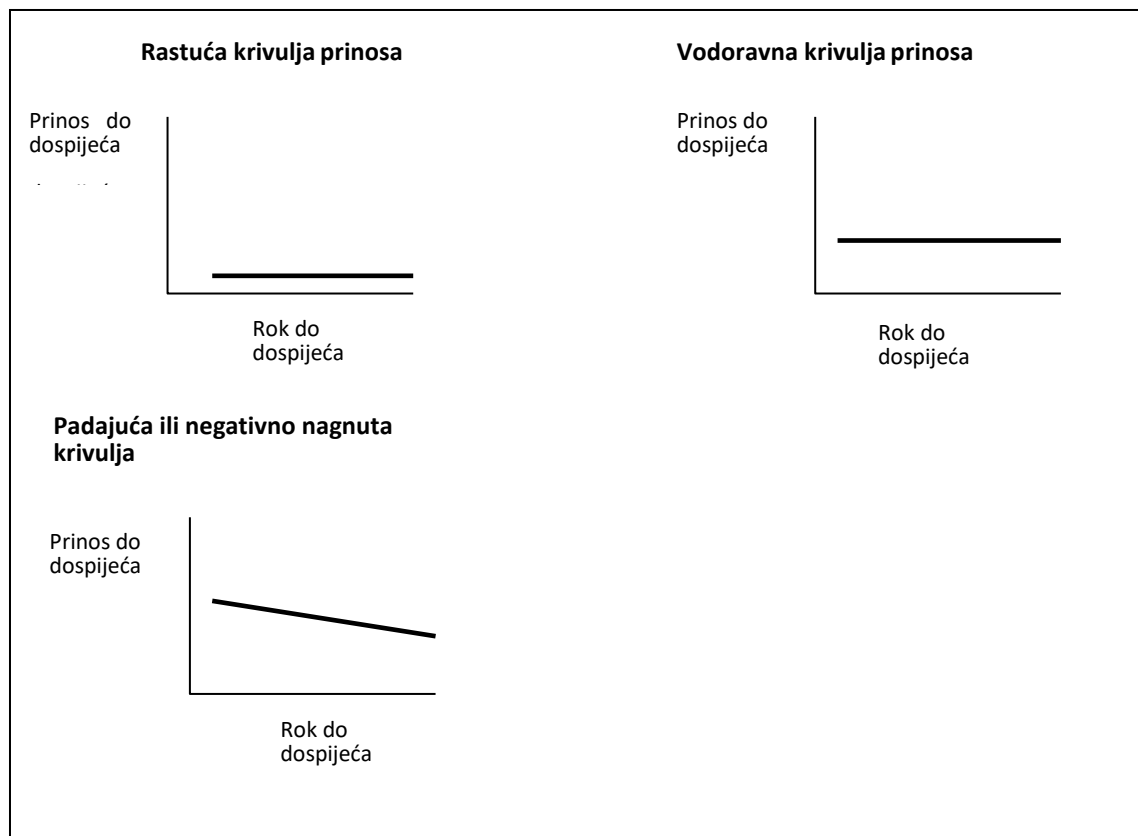 Rastuća krivulja prinosa
Prinos do
dospijeća
Rok do
dospijeća
Vodoravna krivulja prinosa
Prinos do
dospijeća
Rok do
dospijeća
Padajuća ili negativno nagnuta
krivulja
Prinos do
dospijeća
Rok do
dospijeća